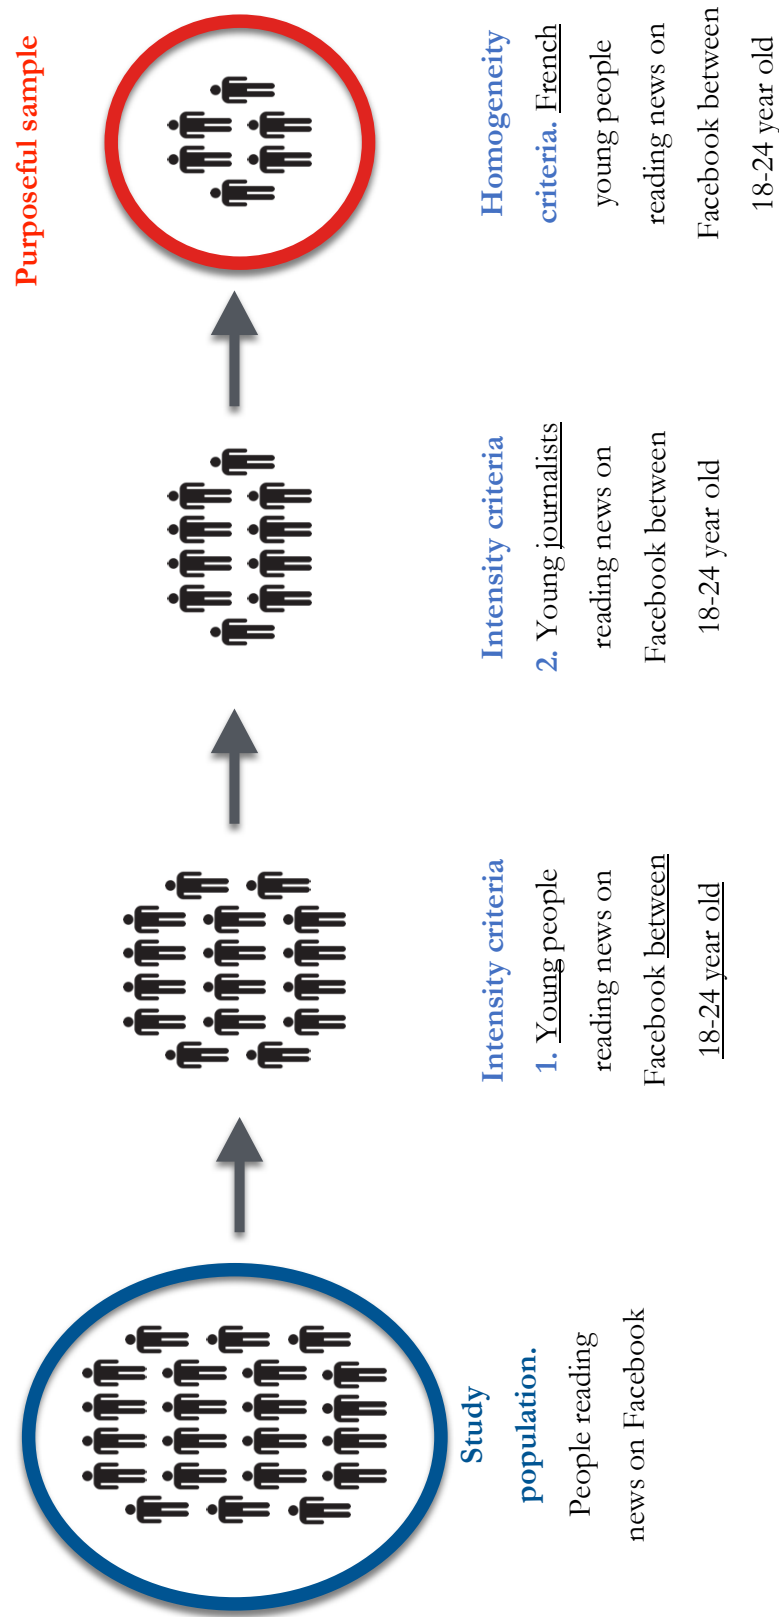 Purposeful sample
Study
population.
People reading
news on Facebook
Intensity criteria
1. Young people
reading news on
Facebook between
18-24 year old
Intensity criteria
2. Young journalists
reading news on
Facebook between
18-24 year old
Homogeneity
criteria. French
young people
reading news on
Facebook between
18-24 year old